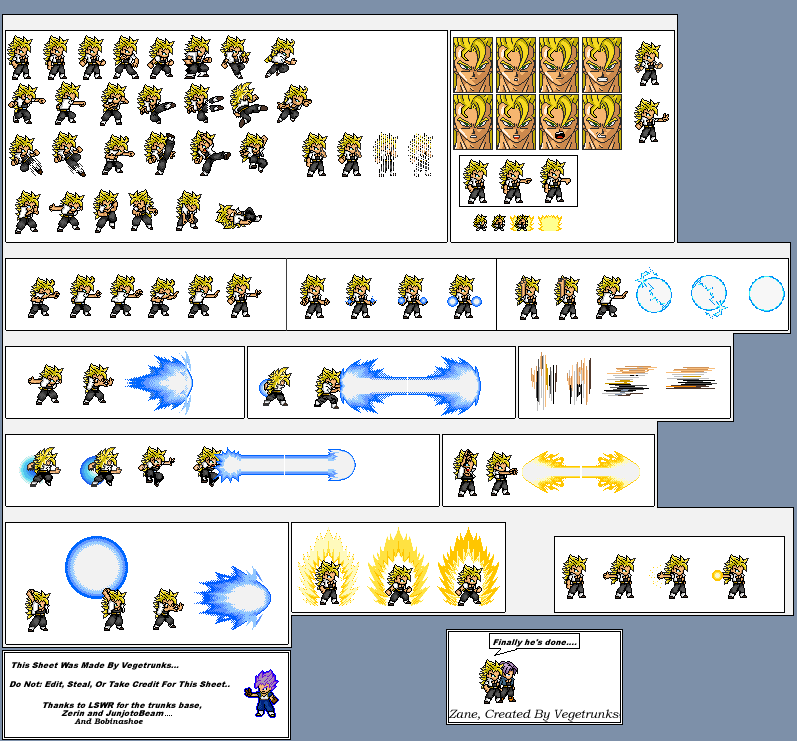 Finally he's done....
This Sheet Was Made By Vegetrunks...
Do Not: Edit, Steal, Or Take Credit For This Sheet..
Thanks to LSWR for the trunks base,
Zerin and JunjotoBeam....
And Bobinashoe
Zane, Created By Vegetrunks